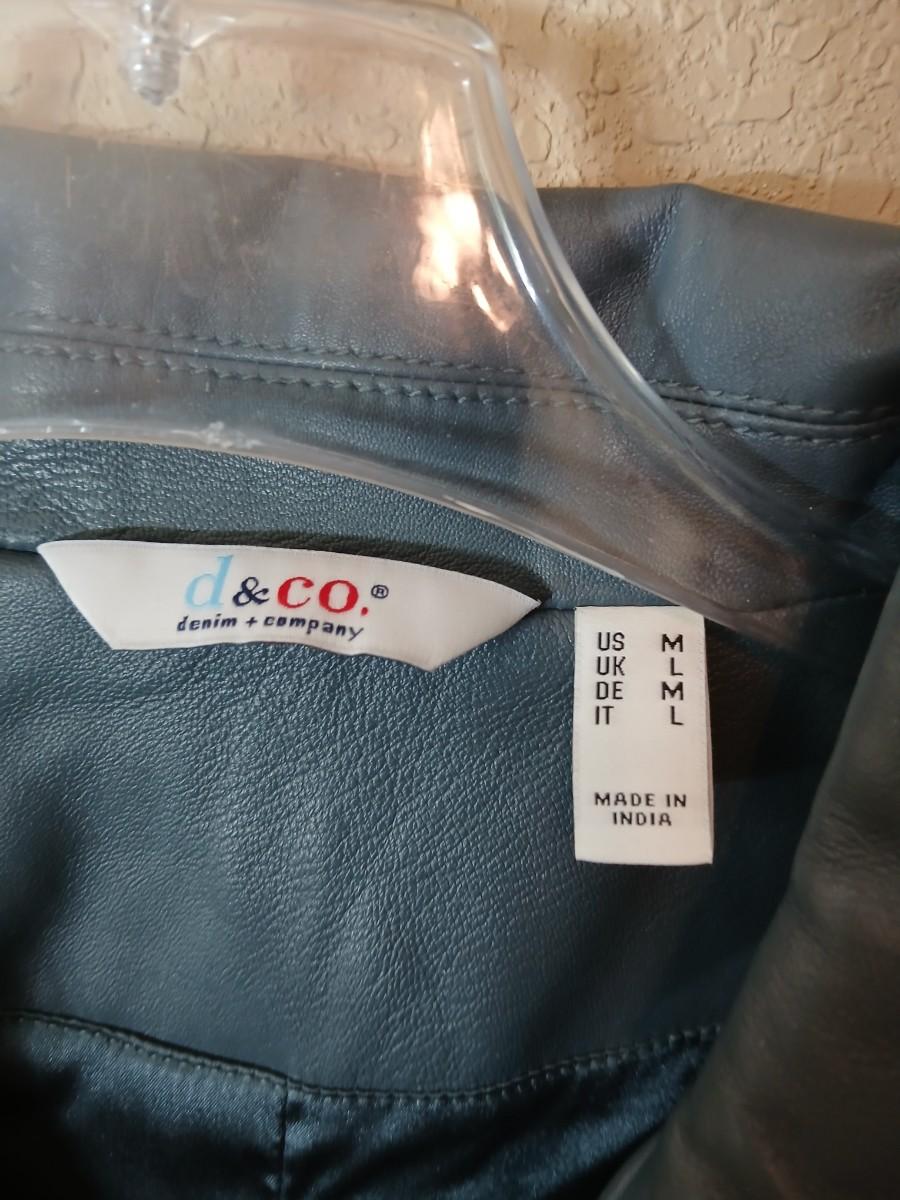 d&co.®
denim + company
US M
UK L
DE M
IT L
MADE IN
INDIA